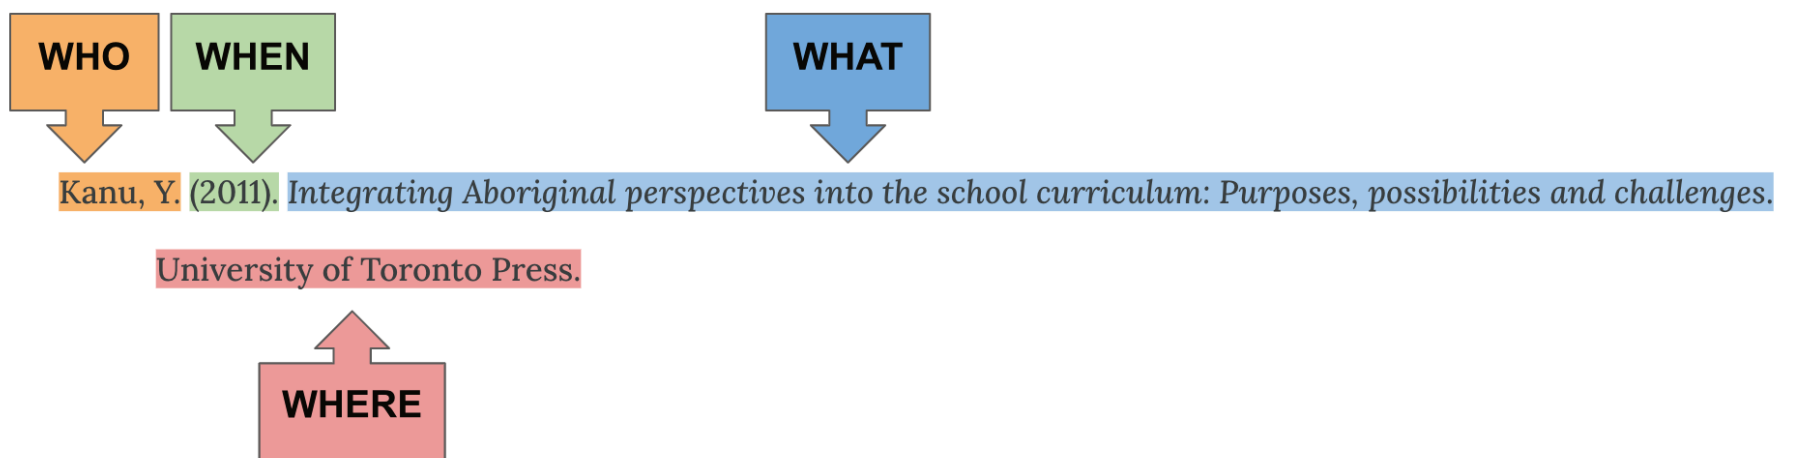 WHO WHEN WHAT
Kanu, Y. (2011). Integrating Aboriginal perspectives into the school curriculum: Purposes, possibilities and challenges.
University of Toronto Press.
WHERE